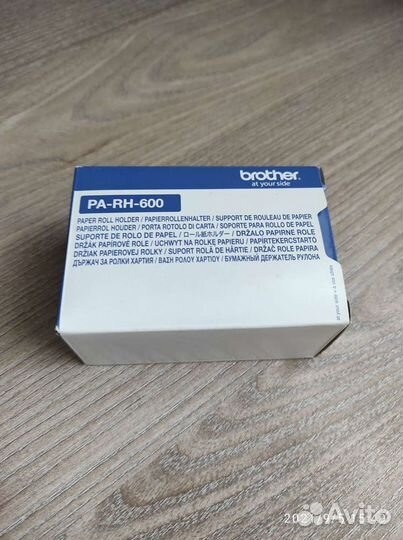 brother
at your side
PA-RH-600
PAPER ROLL HOLDER / PAPIERROLLENHALTER / SUPPORT DE ROULEAU DE PAPIER
PAPIERROL HOUDER / PORTA ROTOLO DI CARTA / SOPORTE PARA ROLLO DE PAPEL
SUPORTE DE ROLO DE PAPEL / ロール紙ホルダー / DRŽALO PAPIRNE ROLE
DRŽÁK PAPÍROVÉ ROLE / UCHWYT NA ROLKĘ PAPIERU / PAPÍRTEKERCSTARTÓ
DRŽIAK PAPIEROVEJ ROLKY / SUPORT ROLĂ DE HÂRTIE / DRŽAČ ROLE PAPIRA
ДЪРЖАЧ ЗА РОЛКИ ХАРТИЯ / ΒΑΣΗ ΡΟΛΟΥ ΧΑΡΤΙΟΥ / БУМАЖНЫЙ ДЕРЖАТЕЛЬ РУЛОНА
at your side
Avito